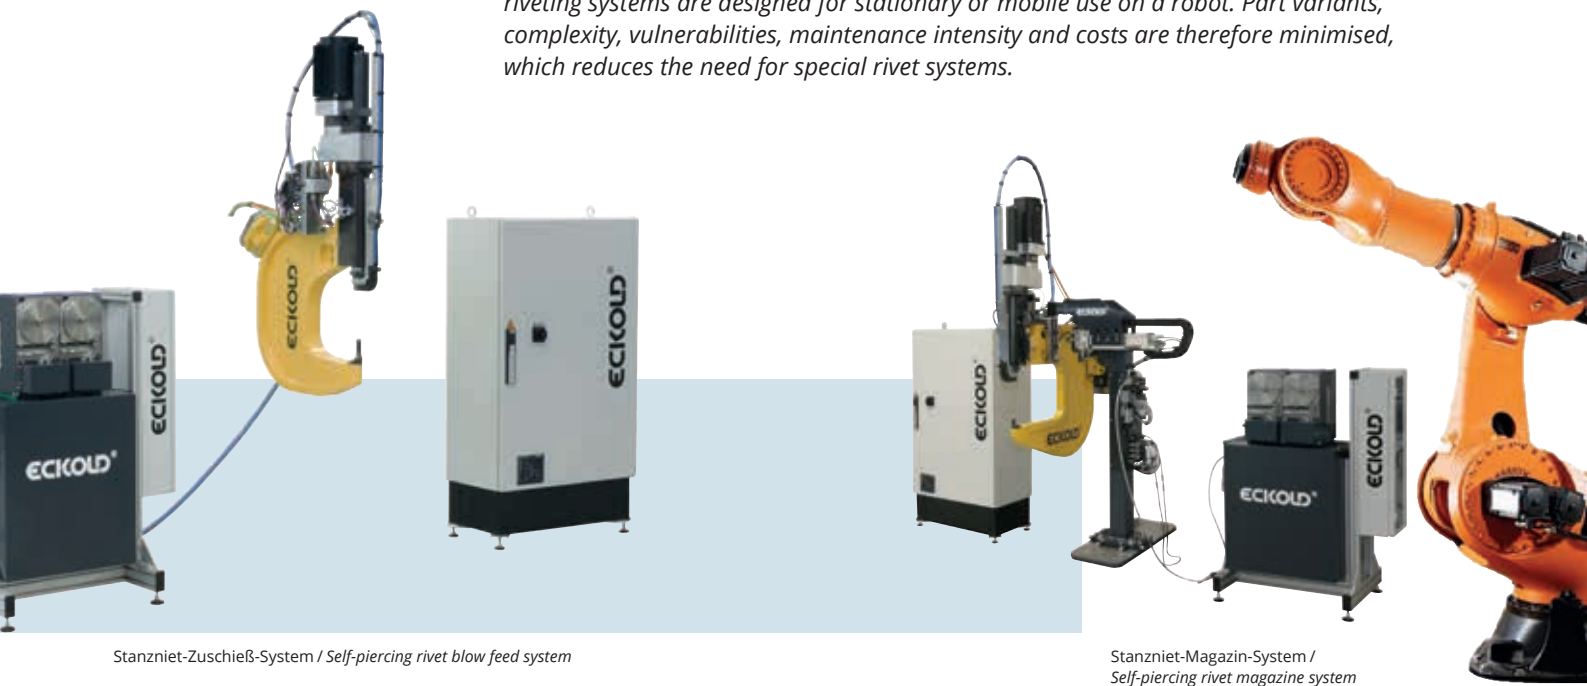 riveting systems are designed for stationary or mobile use on a robot. Part variants,
complexity, vulnerabilities, maintenance intensity and costs are therefore minimised,
which reduces the need for special rivet systems.
ECKOLD®
ECKOLD®
ECKOLD
ECKOLD®
ECKOLD®
ECKOLD
ECKOLD
ECKOLD®
ECKOLD®
Stanzniet-Zuschieß-System / Self-piercing rivet blow feed system
Stanzniet-Magazin-System /
Self-piercing rivet magazine system